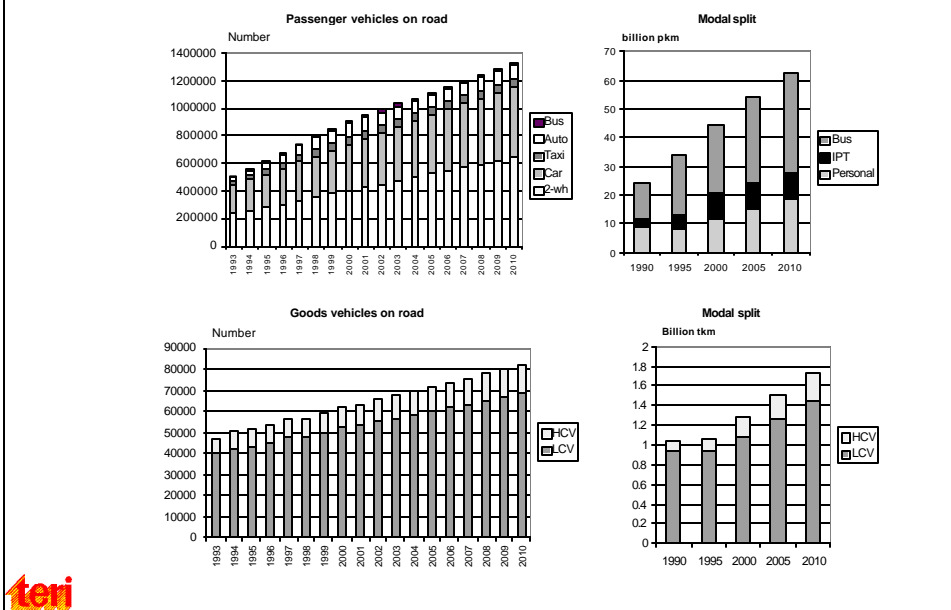 Passenger vehicles on road
Number
1400000
1200000
1000000
800000
600000
400000
200000
0
1993 1994 1995 1996 1997 1998 1999 2000 2001 2002 2003 2004 2005 2006 2007 2008 2009 2010
Bus
Auto
Taxi
Car
2-wh
Modal split
billion pkm
70
60
50
40
30
20
10
0
1990 1995 2000 2005 2010
Bus
IPT
Personal
Goods vehicles on road
Number
90000
80000
70000
60000
50000
40000
30000
20000
10000
0
1993 1994 1995 1996 1997 1998 1999 2000 2001 2002 2003 2004 2005 2006 2007 2008 2009 2010
HCV
LCV
Modal split
Billion tkm
2
1.8
1.6
1.4
1.2
1
0.8
0.6
0.4
0.2
0
1990 1995 2000 2005 2010
HCV
LCV
teri